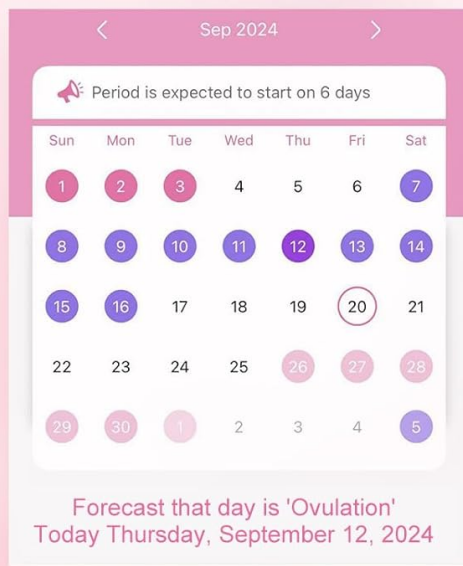 Sep 2024
Period is expected to start on 6 days
Sun Mon Tue Wed Thu Fri Sat
1 2 3 4 5 6 7
8 9 10 11 12 13 14
15 16 17 18 19 20 21
22 23 24 25 26 27 28
29 30 1 2 3 4 5
Forecast that day is 'Ovulation'
Today Thursday, September 12, 2024